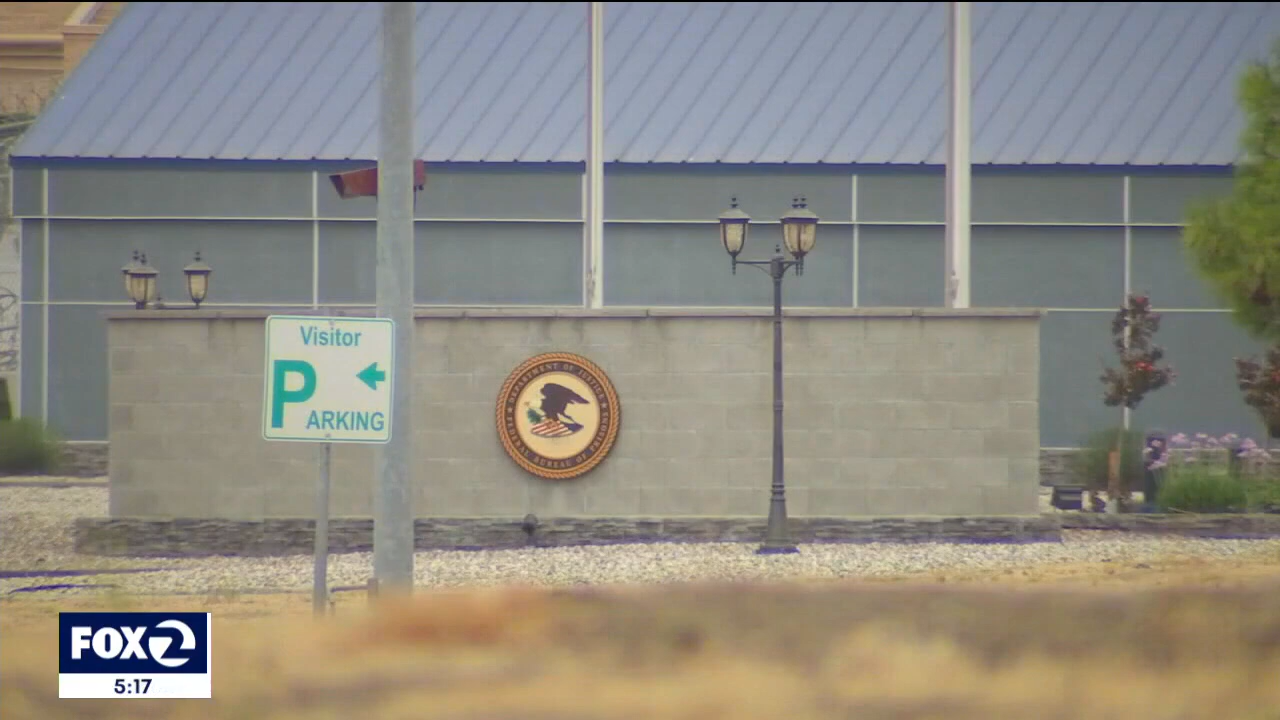 Visitor
P
ARKING
DEPARTMENT OF JUSTICE
FEDERAL BUREAU OF PRISONS
FOX 2
5:17